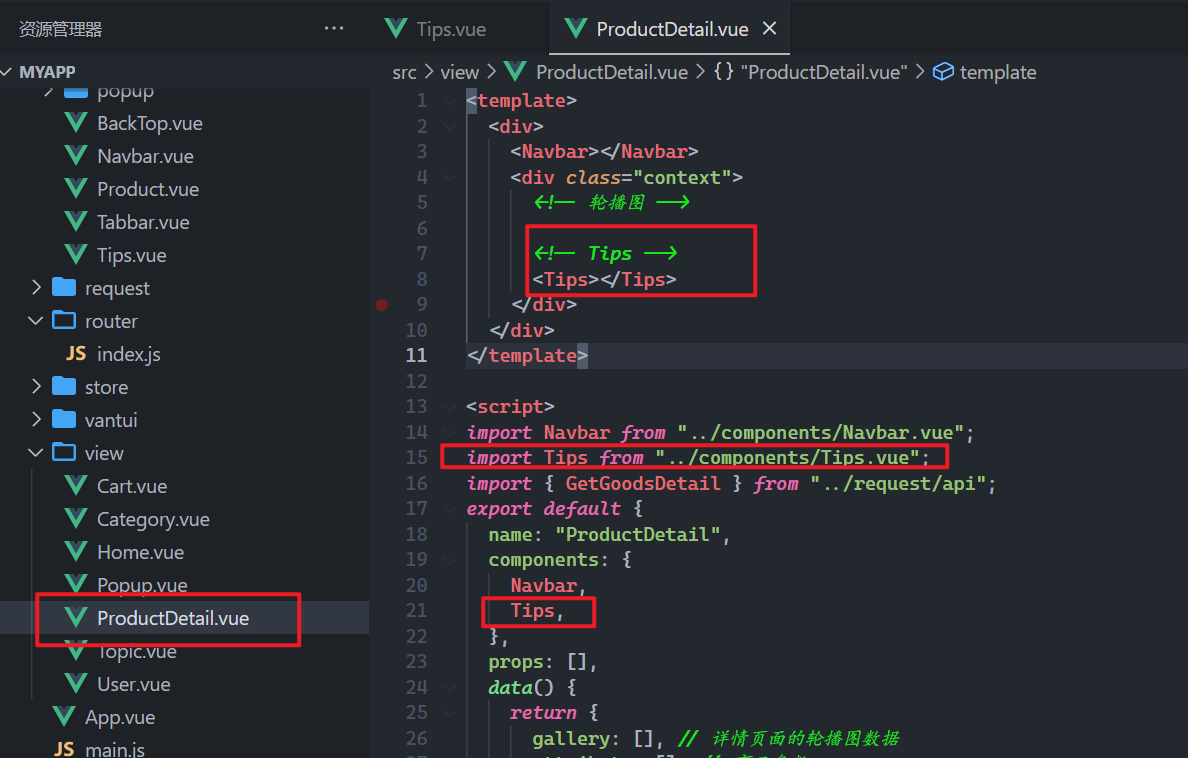 资源管理器 ···
Tips.vue
ProductDetail.vue ×
MYAPP
src > view > ProductDetail.vue > {} "ProductDetail.vue" > template
popup
BackTop.vue
Navbar.vue
Product.vue
Tabbar.vue
Tips.vue
request
router
JS index.js
store
vantui
view
Cart.vue
Category.vue
Home.vue
Popup.vue
ProductDetail.vue
Topic.vue
User.vue
App.vue
JS main.js
1 <template>
2 <div>
3 <Navbar></Navbar>
4 <div class="context">
5 <!-- 轮播图 -->
6
7 <!-- Tips -->
8 <Tips></Tips>
9 </div>
10 </div>
11 </template>
12
13 <script>
14 import Navbar from "../components/Navbar.vue";
15 import Tips from "../components/Tips.vue";
16 import { GetGoodsDetail } from "../request/api";
17 export default {
18 name: "ProductDetail",
19 components: {
20 Navbar,
21 Tips,
22 },
23 props: [],
24 data() {
25 return {
26 gallery: [], // 详情页面的轮播图数据